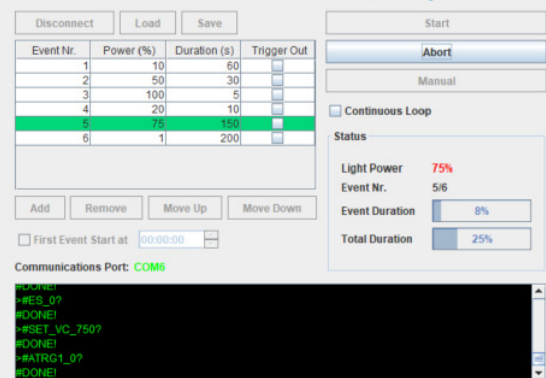 Disconnect Load Save
Start
Event Nr. Power (%) Duration (s) Trigger Out
1 10 60
2 50 30
3 100 5
4 20 10
5 75 150
6 1 200
Abort
Manual
Continuous Loop
Status
Light Power 75%
Event Nr. 5/6
Event Duration 8%
Total Duration 25%
Add Remove Move Up Move Down
First Event Start at 00:00:00
Communications Port: COM6
#DONE!
>#ES_0?
#DONE!
>#SET_VC_750?
#DONE!
>#ATRG1_0?
#DONE!